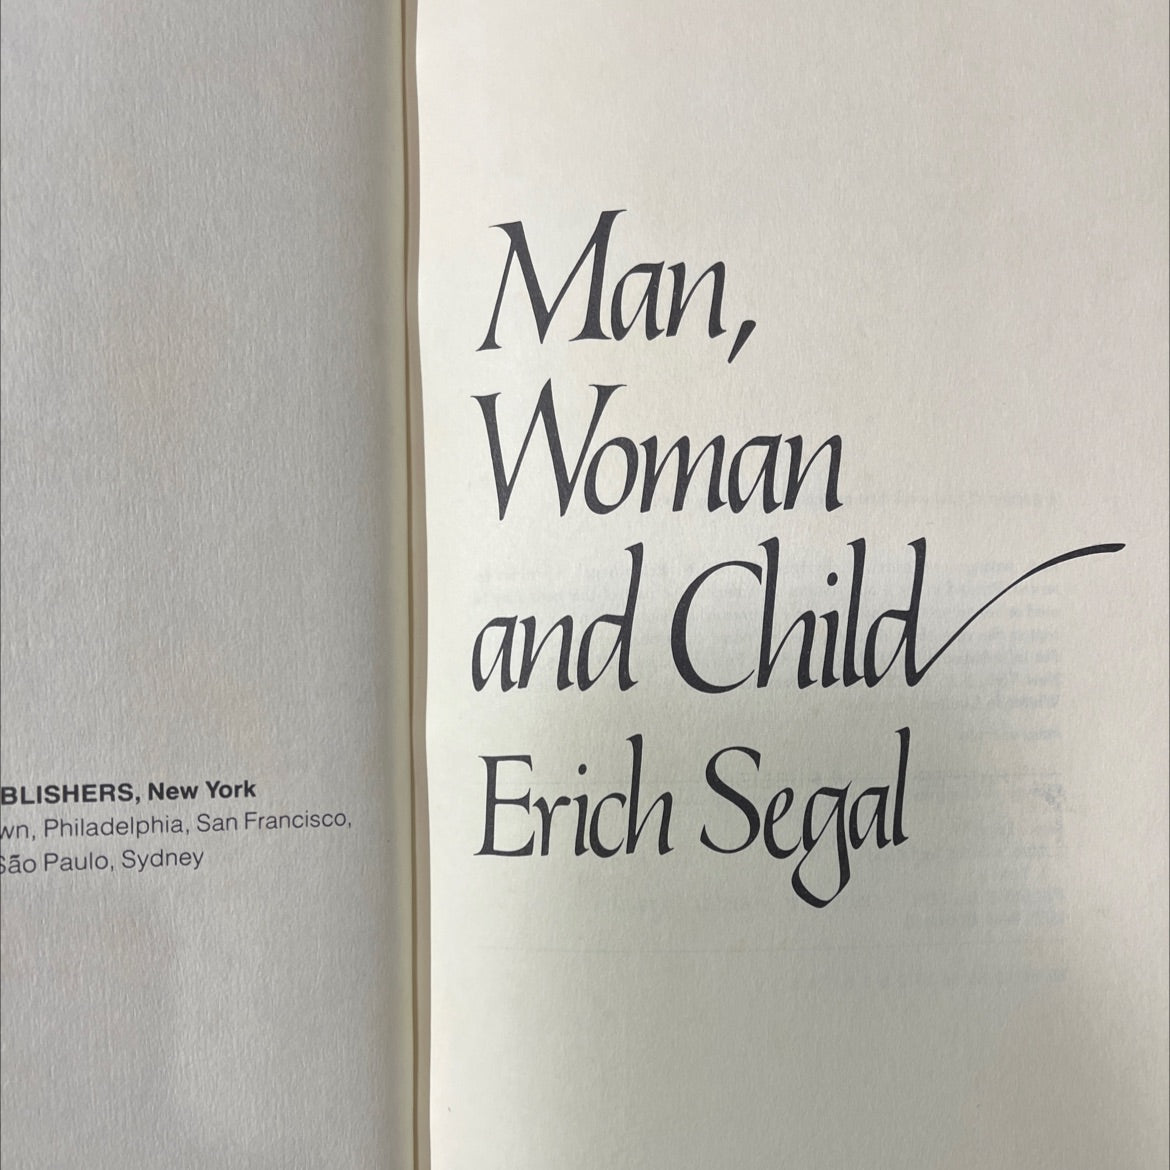 BLISHERS, New York
wn, Philadelphia, San Francisco,
São Paulo, Sydney
Man,
Woman
and Child
Erich Segal